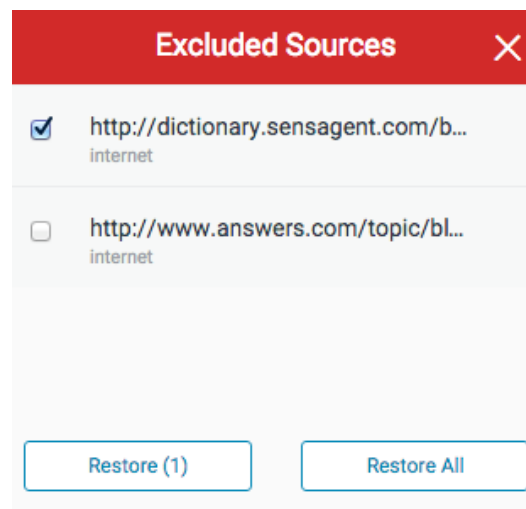 Excluded Sources
http://dictionary.sensagent.com/b...
internet
http://www.answers.com/topic/bl...
internet
Restore (1)
Restore All